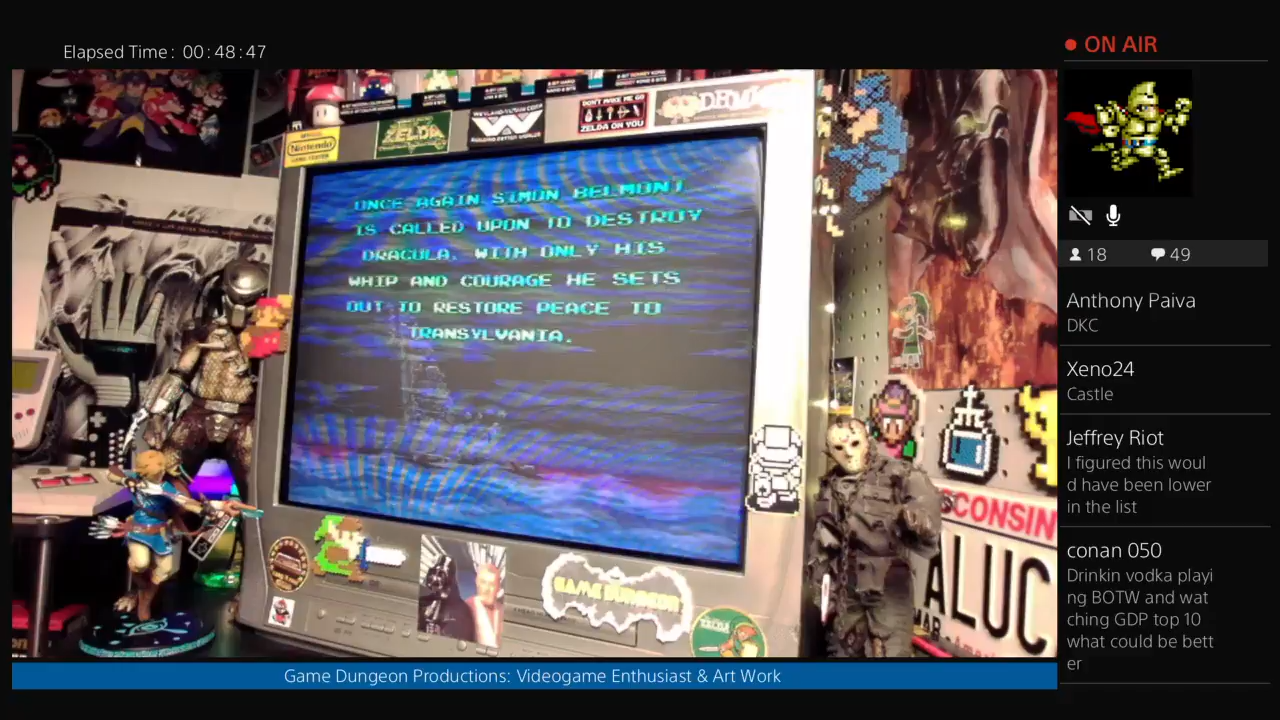 Elapsed Time: 00:48:47
ON AIR
Nintendo
ZELDA
DON'T MAKE ME GO
ZELDA ON YOU
ONCE AGAIN SIMON BELMONT
IS CALLED UPON TO DESTROY
DRACULA. WITH ONLY HIS
WHIP AND COURAGE HE SETS
OUT TO RESTORE PEACE TO
TRANSYLVANIA.
18
49
Anthony Paiva
DKC
Xeno24
Castle
Jeffrey Riot
I figured this woul
d have been lower
in the list
conan 050
Drinkin vodka playi
ng BOTW and wat
ching GDP top 10
what could be bett
er
CONSIN
ALUC
GAME DUNGEON
ZELDA
Game Dungeon Productions: Videogame Enthusiast & Art Work